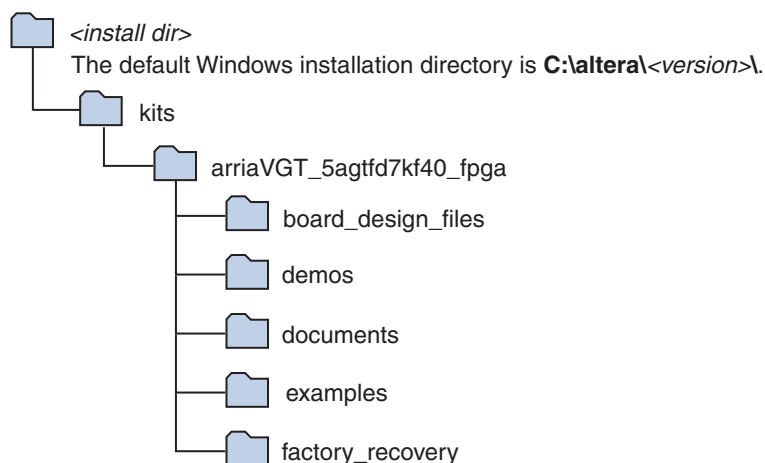 <install dir>
The default Windows installation directory is C:\altera\<version>\.
kits
arriaVGT_5agtfd7kf40_fpga
board_design_files
demos
documents
examples
factory_recovery